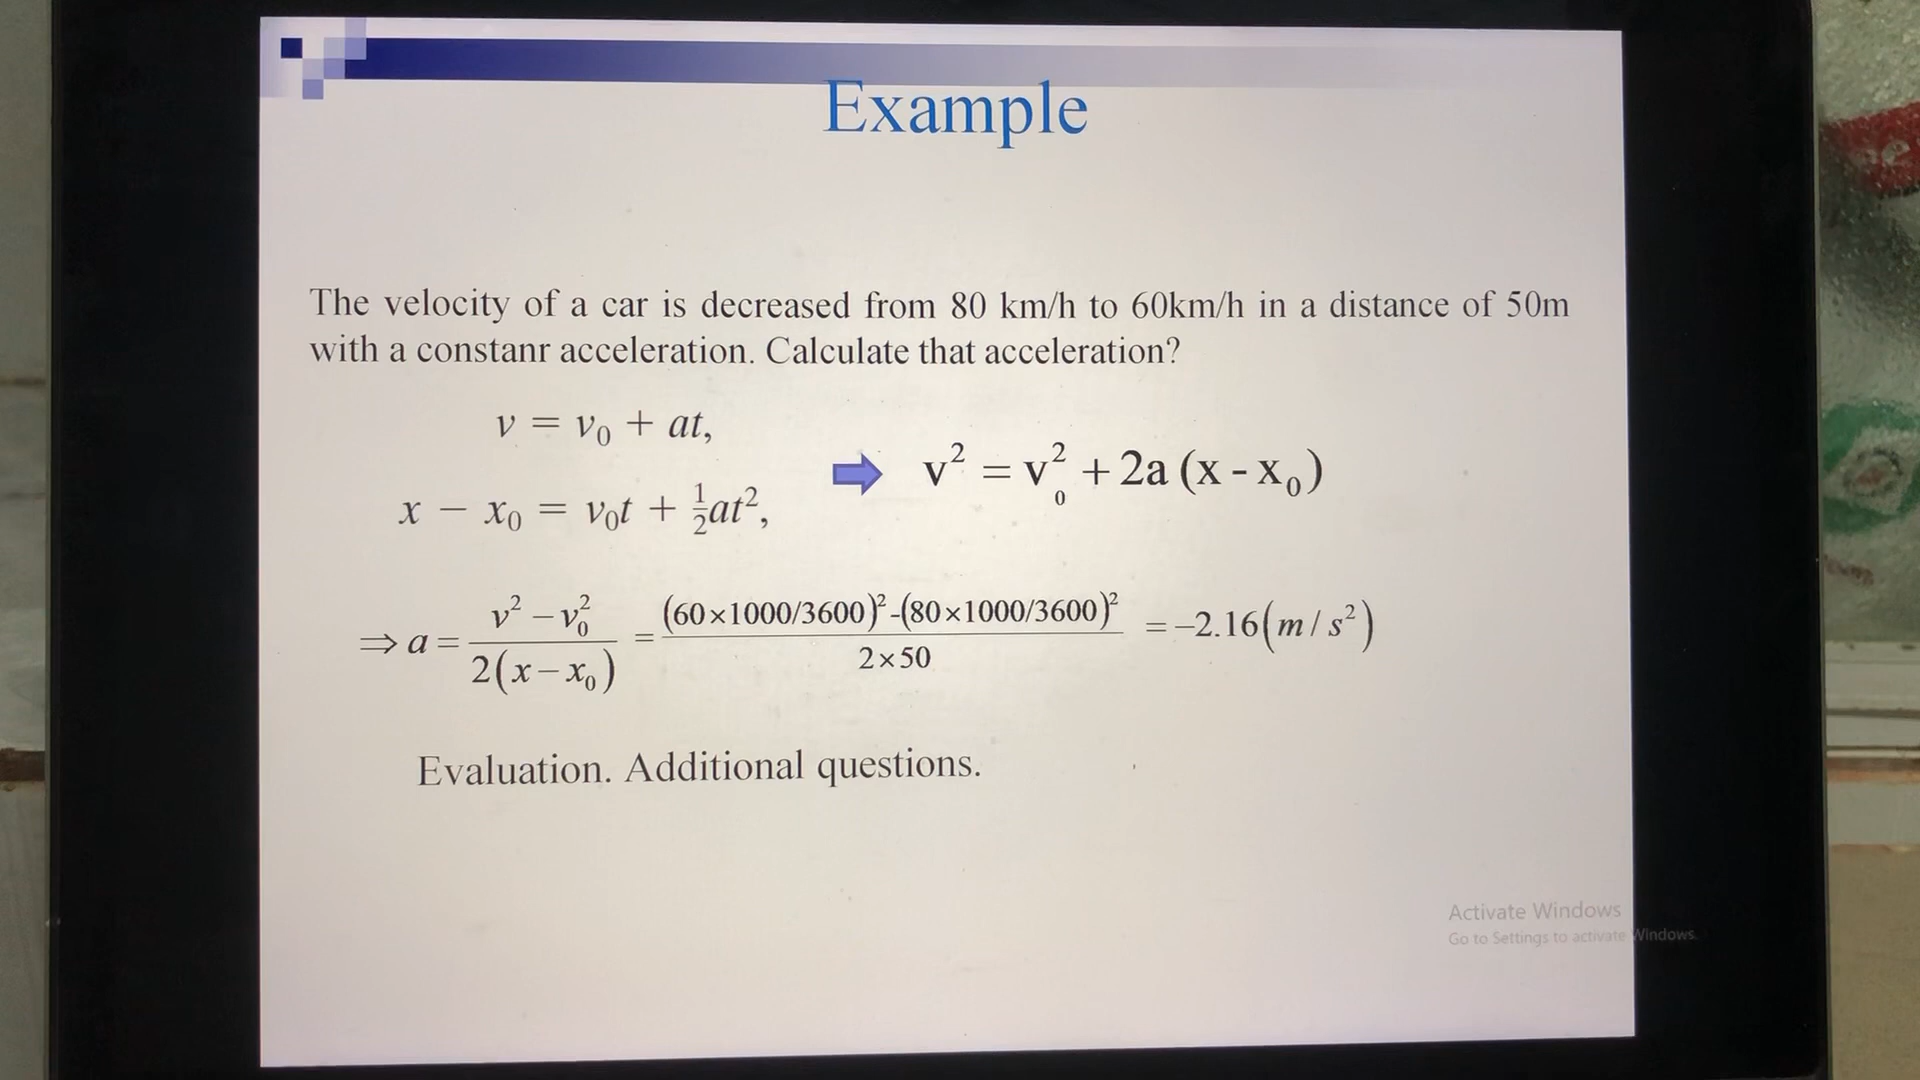 Example
The velocity of a car is decreased from 80 km/h to 60km/h in a distance of 50m
with a constanr acceleration. Calculate that acceleration?
v = v₀ + at,
x − x₀ = v₀t + ½at²,
v² = v₀² + 2a (x - x₀)
⇒ a = (v² − v₀²) / 2(x − x₀) = ((60×1000/3600)² - (80×1000/3600)²) / 2×50 = −2.16(m / s²)
Evaluation. Additional questions.
Activate Windows
Go to Settings to activate Windows.